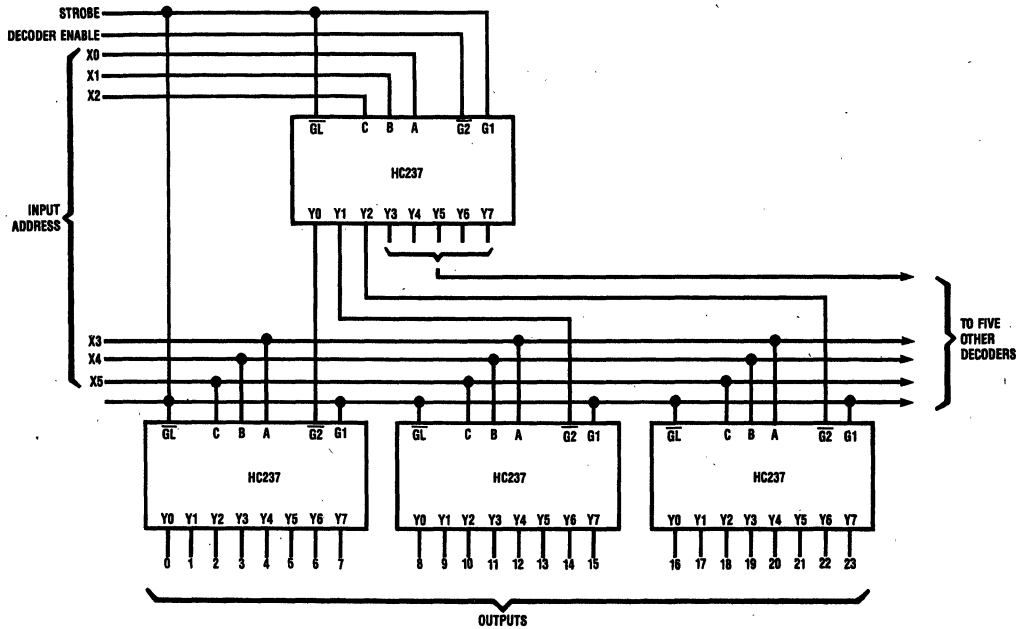 STROBE
DECODER ENABLE
X0
X1
X2
GL C B A G2 G1
HC237
Y0 Y1 Y2 Y3 Y4 Y5 Y6 Y7
INPUT
ADDRESS
X3
X4
X5
TO FIVE
OTHER
DECODERS
GL C B A G2 G1
HC237
Y0 Y1 Y2 Y3 Y4 Y5 Y6 Y7
0 1 2 3 4 5 6 7
GL C B A G2 G1
HC237
Y0 Y1 Y2 Y3 Y4 Y5 Y6 Y7
8 9 10 11 12 13 14 15
GL C B A G2 G1
HC237
Y0 Y1 Y2 Y3 Y4 Y5 Y6 Y7
16 17 18 19 20 21 22 23
OUTPUTS